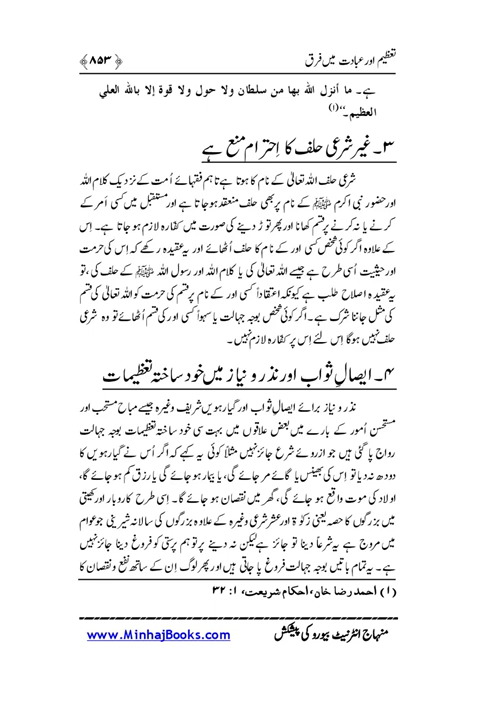 تعظیم اور عبادت میں فرق ﴿ ۸۵۳ ﴾
ہے۔ ما أنزل الله بها من سلطان ولا حول ولا قوة إلا بالله العلي
العظيم۔‘‘(۱)
۳۔ غیر شرعی حلف کا اِحترام منع ہے
شرعی حلف اللہ تعالیٰ کے نام کا ہوتا ہے تاہم فقہائے اُمت کے نزدیک کلام اللہ
اور حضور نبی اکرم ﷺ کے نام پر بھی حلف منعقد ہو جاتا ہے اور مستقبل میں کسی اَمر کے
کرنے یا نہ کرنے پر قسم کھانا اور پھر توڑ دینے کی صورت میں کفارہ لازم ہو جاتا ہے۔ اِس
کے علاوہ اگر کوئی شخص کسی اور کے نام کا حلف اُٹھائے اور یہ عقیدہ رکھے کہ اِس کی حرمت
اور حیثیت اُسی طرح ہے جیسے اللہ تعالیٰ کی یا کلام اللہ اور رسول اللہ ﷺ کے حلف کی، تو
یہ عقیدہ اصلاح طلب ہے کیونکہ اعتقاداً کسی اور کے نام پر قسم کی حرمت کو اللہ تعالیٰ کی قسم
کی مثل جاننا شرک ہے۔ اگر کوئی شخص بوجہ جہالت یا سہواً کسی اور کی قسم اُٹھائے تو وہ شرعی
حلف نہیں ہوگا اِس لئے اِس پر کفارہ لازم نہیں۔
۴۔ ایصالِ ثواب اور نذر و نیاز میں خود ساختہ تعظیمات
نذر و نیاز برائے ایصالِ ثواب اور گیارہویں شریف وغیرہ جیسے مباح مستحب اور
مستحسن اُمور کے بارے میں بعض علاقوں میں بہت سی خود ساختہ تعظیمات بوجہ جہالت
رواج پا گئی ہیں جو ازروئے شرع جائز نہیں مثلاً کوئی یہ کہے کہ اگر اُس نے گیارہویں کا
دودھ نہ دیا تو اِس کی بھینس یا گائے مر جائے گی، یا بیمار ہو جائے گی یا رزق کم ہو جائے گا،
اولاد کی موت واقع ہو جائے گی، گھر میں نقصان ہو جائے گا۔ اِسی طرح کاروبار اور کھیتی
میں بزرگوں کا حصہ یعنی زکوٰۃ اور عشر شرعی وغیرہ کے علاوہ بزرگوں کی سالانہ شیرینی جو عوام
میں مروج ہے یہ شرعاً دینا تو جائز ہے لیکن نہ دینے پر توہم پرستی کو فروغ دینا جائز نہیں
ہے۔ یہ تمام باتیں بوجہ جہالت فروغ پا جاتی ہیں اور پھر لوگ اِن کے ساتھ نفع و نقصان کا
(۱) احمد رضا خان، احکام شریعت، ۱: ۳۲
منہاج انٹرنیٹ بیورو کی پیشکش www.MinhajBooks.com